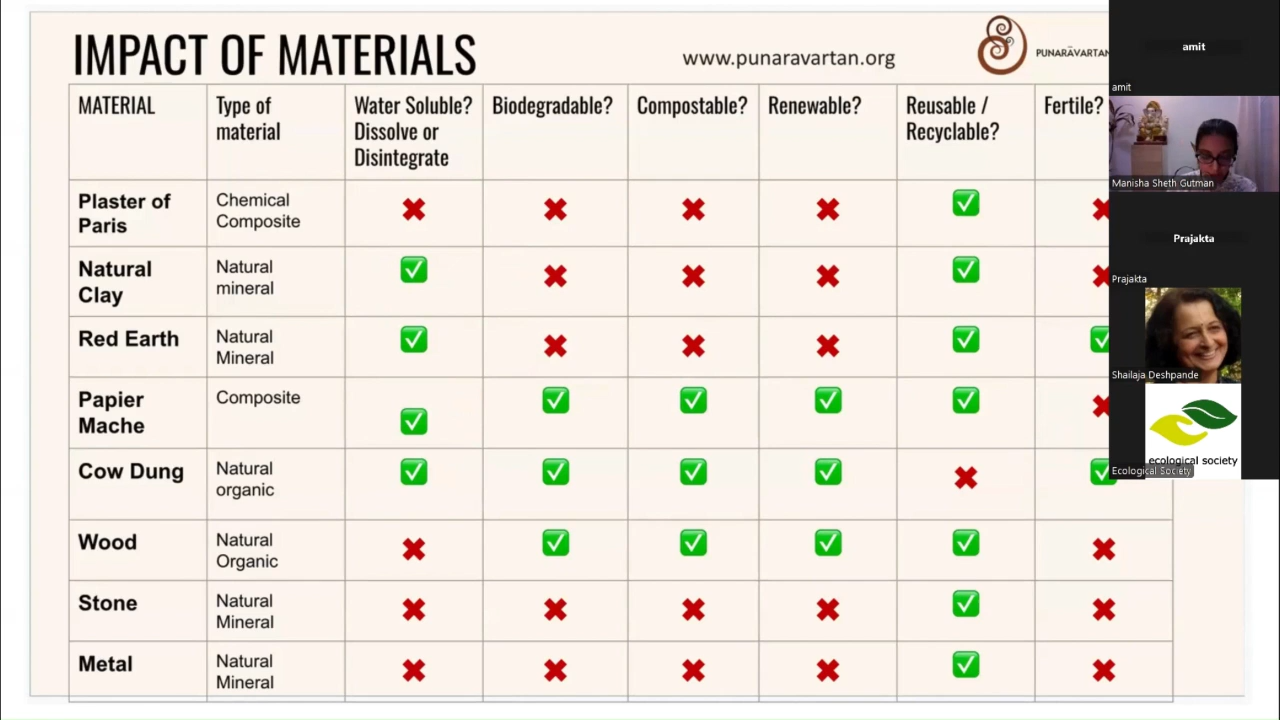 IMPACT OF MATERIALS
www.punaravartan.org
PUNARĀVARTAN
MATERIAL
Type of
material
Water Soluble?
Dissolve or
Disintegrate
Biodegradable?
Compostable?
Renewable?
Reusable /
Recyclable?
Fertile?
Plaster of
Paris
Chemical
Composite
Natural
Clay
Natural
mineral
Red Earth
Natural
Mineral
Papier
Mache
Composite
Cow Dung
Natural
organic
Wood
Natural
Organic
Stone
Natural
Mineral
Metal
Natural
Mineral
amit
amit
Manisha Sheth Gutman
Prajakta
Prajakta
Shailaja Deshpande
ecological society
Ecological Society